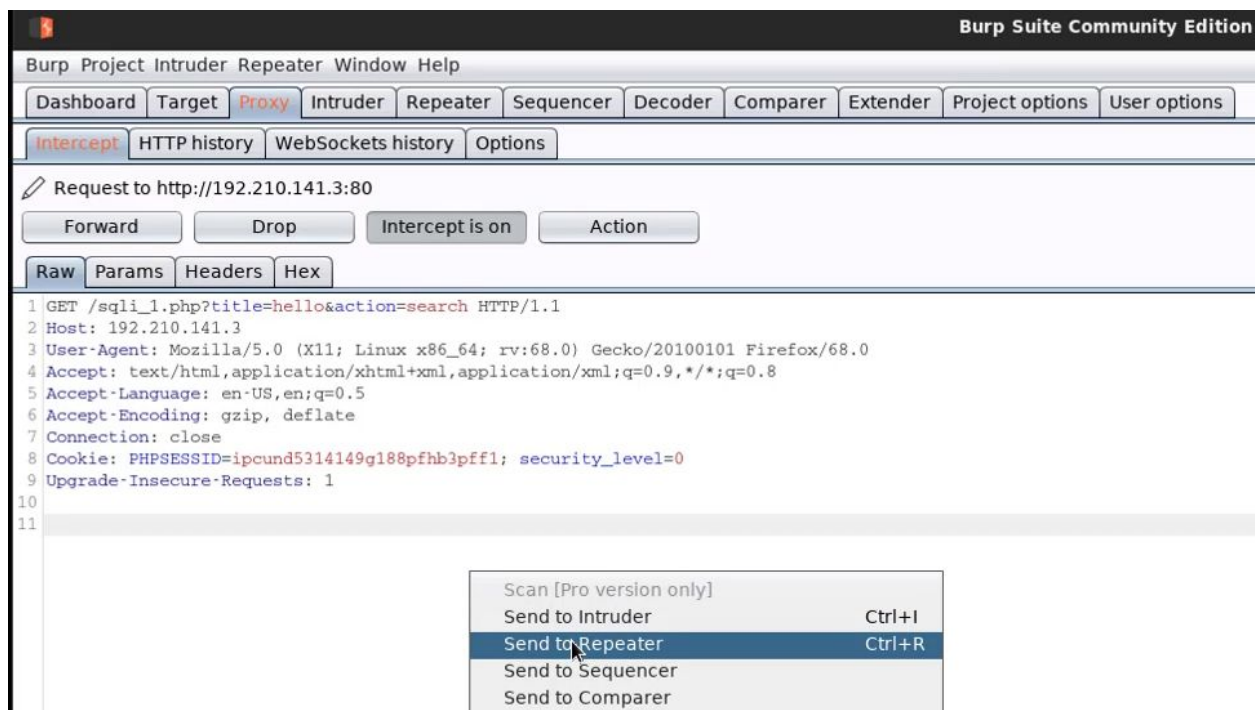 Burp Suite Community Edition
Burp Project Intruder Repeater Window Help
Dashboard Target Proxy Intruder Repeater Sequencer Decoder Comparer Extender Project options User options
Intercept HTTP history WebSockets history Options
Request to http://192.210.141.3:80
Forward Drop Intercept is on Action
Raw Params Headers Hex
1 GET /sqli_1.php?title=hello&action=search HTTP/1.1
2 Host: 192.210.141.3
3 User-Agent: Mozilla/5.0 (X11; Linux x86_64; rv:68.0) Gecko/20100101 Firefox/68.0
4 Accept: text/html,application/xhtml+xml,application/xml;q=0.9,*/*;q=0.8
5 Accept-Language: en-US,en;q=0.5
6 Accept-Encoding: gzip, deflate
7 Connection: close
8 Cookie: PHPSESSID=ipcund5314149g188pfhb3pff1; security_level=0
9 Upgrade-Insecure-Requests: 1
10
11
Scan [Pro version only]
Send to Intruder Ctrl+I
Send to Repeater Ctrl+R
Send to Sequencer
Send to Comparer